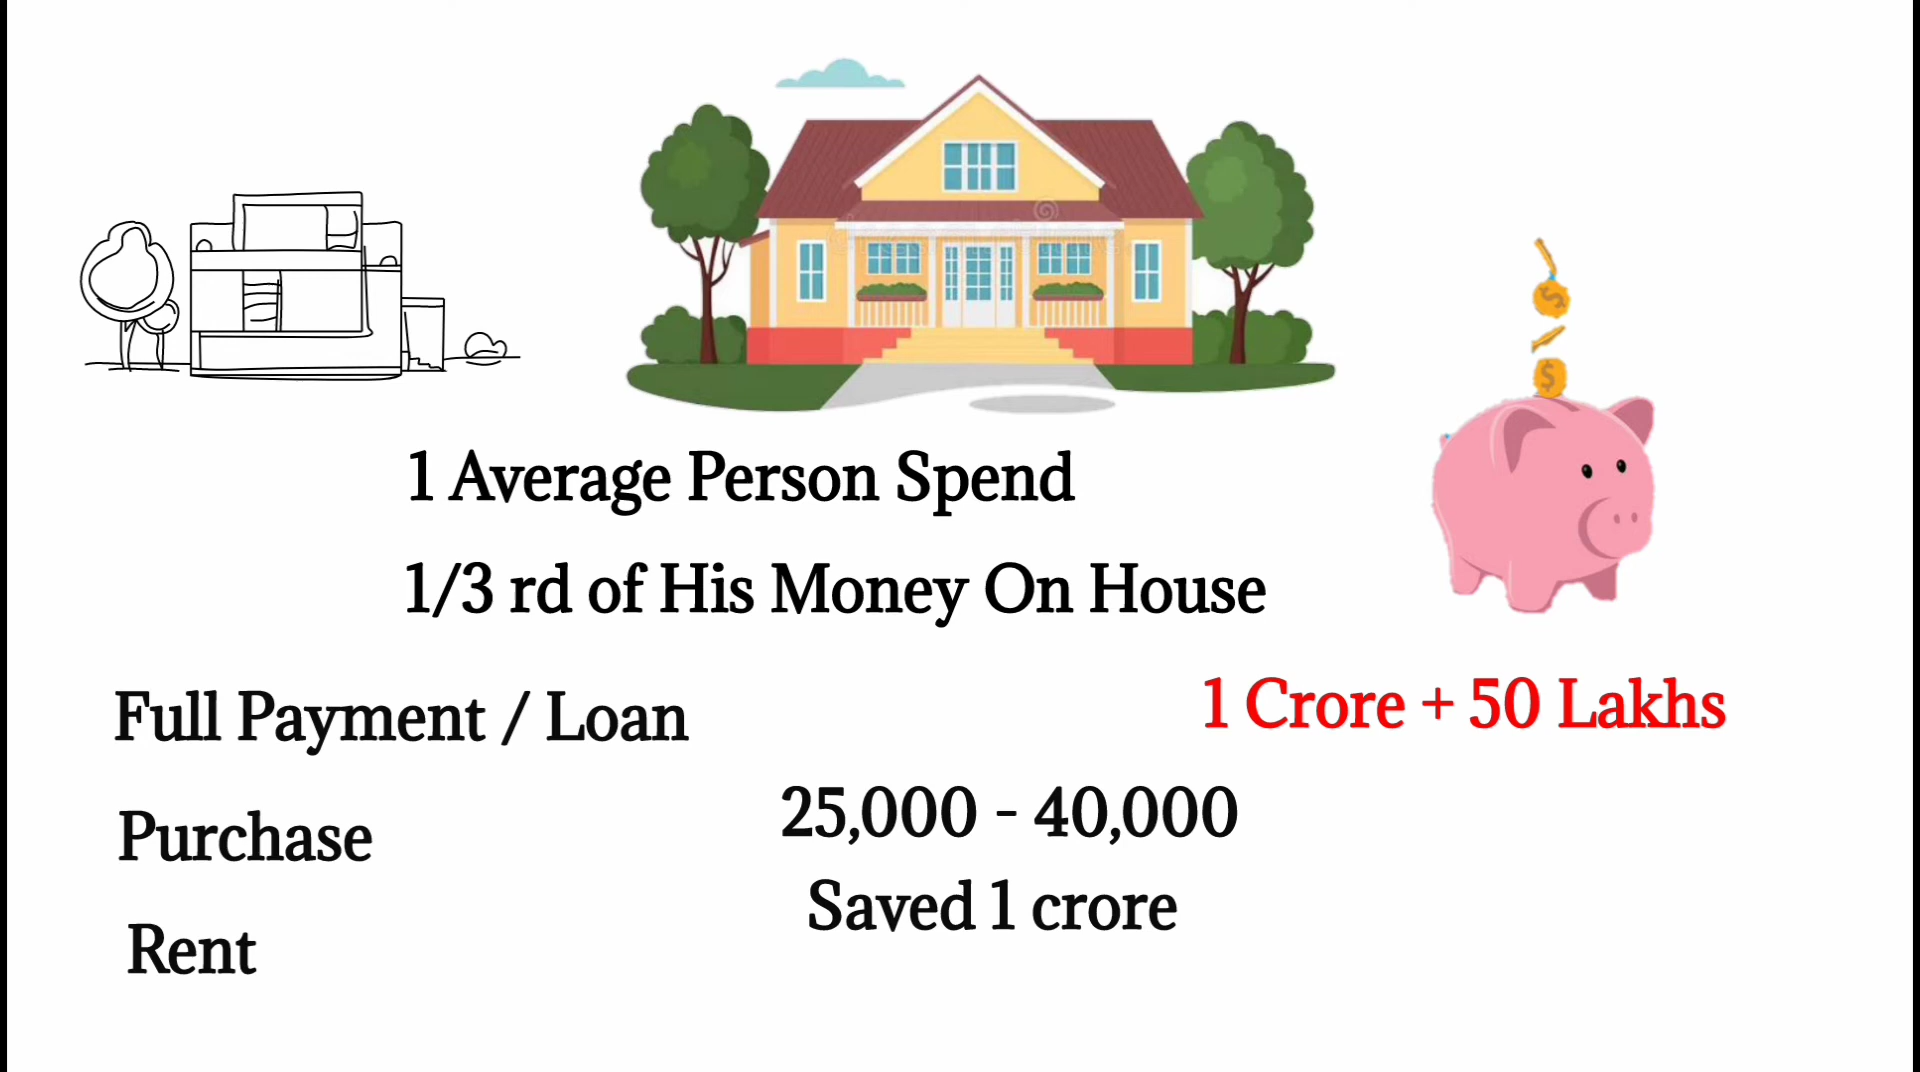 1 Average Person Spend
1/3 rd of His Money On House
Full Payment / Loan
1 Crore + 50 Lakhs
Purchase
25,000 - 40,000
Saved 1 crore
Rent